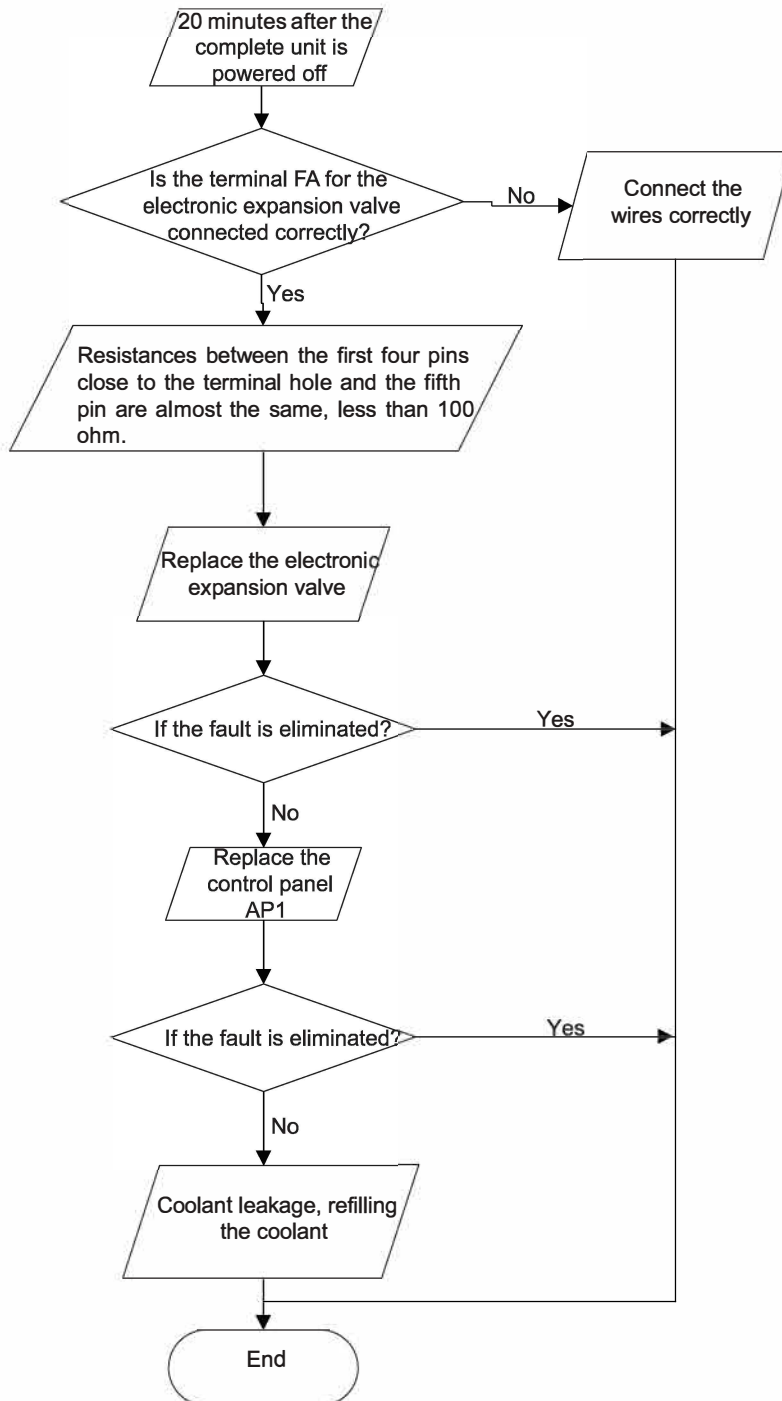 20 minutes after the
complete unit is
powered off
Is the terminal FA for the
electronic expansion valve
connected correctly?
No
Connect the
wires correctly
Yes
Resistances between the first four pins
close to the terminal hole and the fifth
pin are almost the same, less than 100
ohm.
Replace the electronic
expansion valve
If the fault is eliminated?
Yes
No
Replace the
control panel
AP1
If the fault is eliminated?
Yes
No
Coolant leakage, refilling
the coolant
End